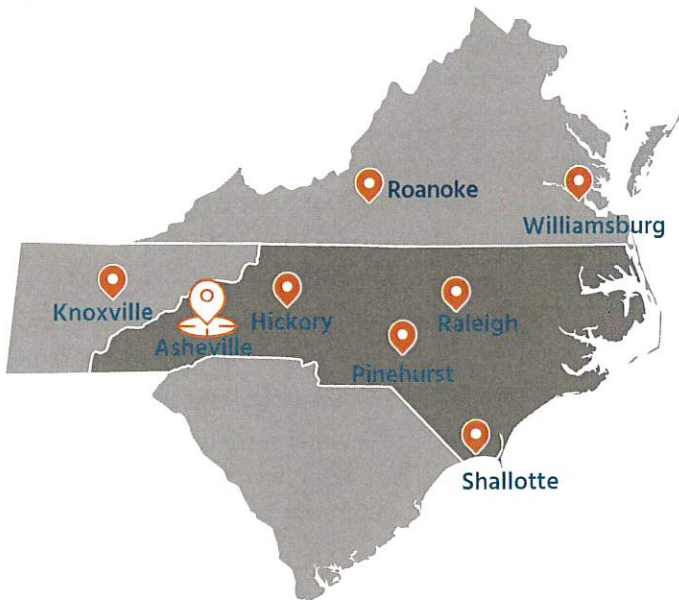 Roanoke
Williamsburg
Knoxville
Asheville
Hickory
Raleigh
Pinehurst
Shallotte